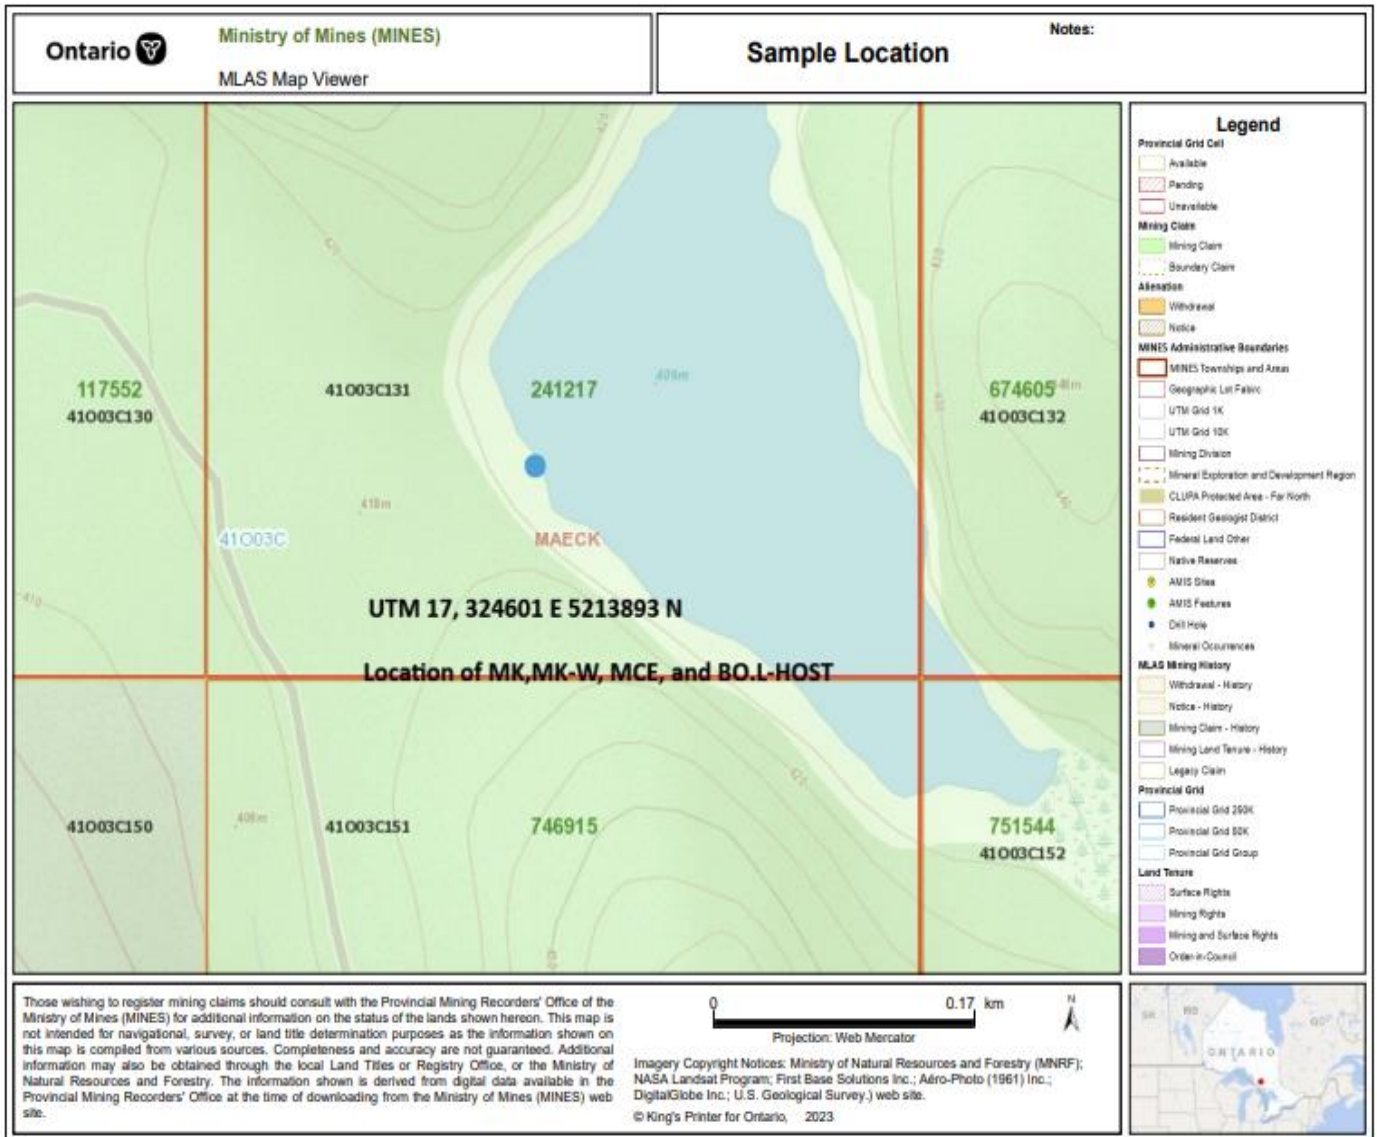 Ontario
Ministry of Mines (MINES)
MLAS Map Viewer
Sample Location
Notes:
420
409m
117552
41O03C130
41O03C131
241217
674605
41O03C132
418m
41O03C
MAECK
410
UTM 17, 324601 E 5213893 N
Location of MK,MK-W, MCE, and BO.L-HOST
41O03C150
408m
41O03C151
746915
751544
41O03C152
Legend
Provincial Grid Cell
Available
Pending
Unavailable
Mining Claim
Mining Claim
Boundary Claim
Alienation
Withdrawal
Notice
MINES Administrative Boundaries
MINES Townships and Areas
Geographic Lot Fabirc
UTM Grid 1K
UTM Grid 10K
Mining Division
Mineral Exploration and Development Region
CLUPA Protected Area - Far North
Resident Geologist District
Federal Land Other
Native Reserves
AMIS Sites
AMIS Features
Drill Hole
Mineral Occurrences
MLAS Mining History
Withdrawal - History
Notice - History
Mining Claim - History
Mining Land Tenure - History
Legacy Claim
Provincial Grid
Provincial Grid 250K
Provincial Grid 50K
Provincial Grid Group
Land Tenure
Surface Rights
Mining Rights
Mining and Surface Rights
Order-in-Council
Those wishing to register mining claims should consult with the Provincial Mining Recorders' Office of the
Ministry of Mines (MINES) for additional information on the status of the lands shown hereon. This map is
not intended for navigational, survey, or land title determination purposes as the information shown on
this map is compiled from various sources. Completeness and accuracy are not guaranteed. Additional
information may also be obtained through the local Land Titles or Registry Office, or the Ministry of
Natural Resources and Forestry. The information shown is derived from digital data available in the
Provincial Mining Recorders' Office at the time of downloading from the Ministry of Mines (MINES) web
site.
0 0.17 km
Projection: Web Mercator
N
Imagery Copyright Notices: Ministry of Natural Resources and Forestry (MNRF);
NASA Landsat Program; First Base Solutions Inc.; Aéro-Photo (1961) Inc.;
DigitalGlobe Inc.; U.S. Geological Survey.) web site.
© King's Printer for Ontario, 2023
ONTARIO